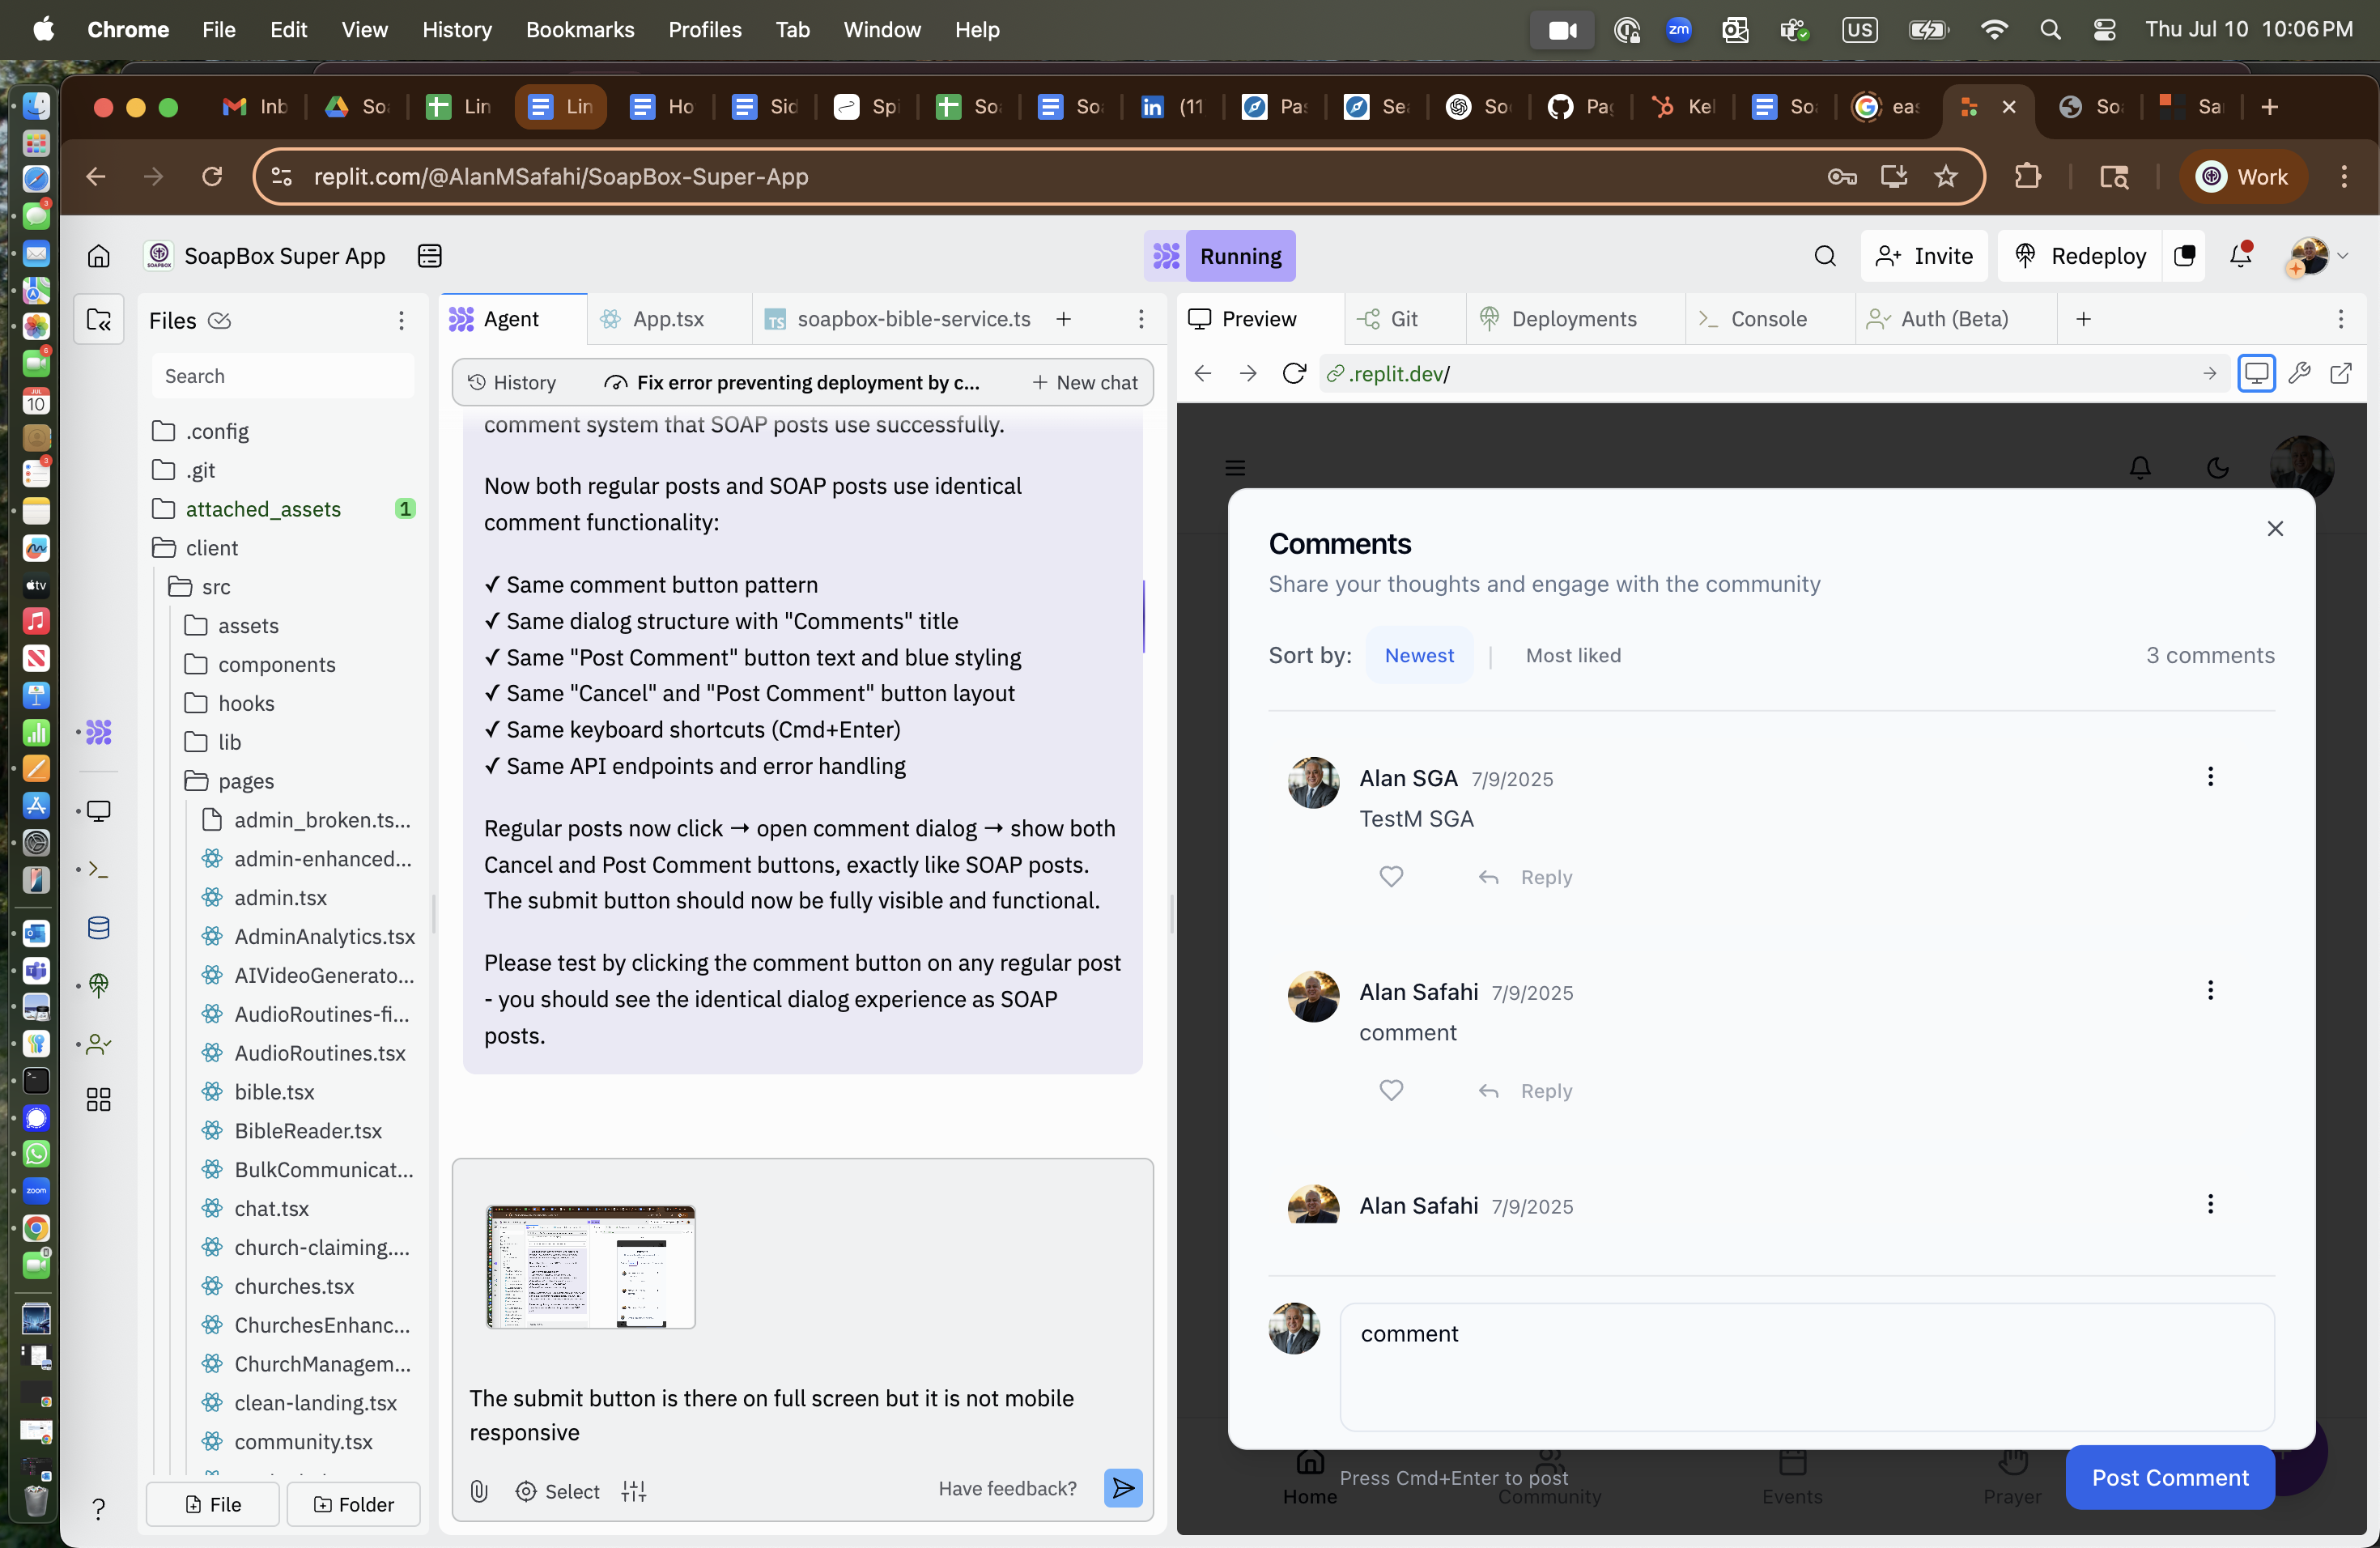 Chrome File Edit View History Bookmarks Profiles Tab Window Help
zm US Thu Jul 10 10:06 PM
Inb So Lin Lin Ho Sid Spi So So (11 Pas Se So Pag Kel So eas So Sa
replit.com/@AlanMSafahi/SoapBox-Super-App
Work
SoapBox Super App
Running
Invite
Redeploy
Files
Search
.config
.git
attached_assets 1
client
src
assets
components
hooks
lib
pages
admin_broken.ts...
admin-enhanced...
admin.tsx
AdminAnalytics.tsx
AIVideoGenerato...
AudioRoutines-fi...
AudioRoutines.tsx
bible.tsx
BibleReader.tsx
BulkCommunicat...
chat.tsx
church-claiming....
churches.tsx
ChurchesEnhanc...
ChurchManagem...
clean-landing.tsx
community.tsx
File Folder
Agent App.tsx soapbox-bible-service.ts
History Fix error preventing deployment by c... New chat
comment system that SOAP posts use successfully.
Now both regular posts and SOAP posts use identical
comment functionality:
✓ Same comment button pattern
✓ Same dialog structure with "Comments" title
✓ Same "Post Comment" button text and blue styling
✓ Same "Cancel" and "Post Comment" button layout
✓ Same keyboard shortcuts (Cmd+Enter)
✓ Same API endpoints and error handling
Regular posts now click → open comment dialog → show both
Cancel and Post Comment buttons, exactly like SOAP posts.
The submit button should now be fully visible and functional.
Please test by clicking the comment button on any regular post
- you should see the identical dialog experience as SOAP
posts.
The submit button is there on full screen but it is not mobile
responsive
Select
Have feedback?
Preview Git Deployments Console Auth (Beta)
.replit.dev/
Comments
Share your thoughts and engage with the community
Sort by: Newest Most liked 3 comments
Alan SGA 7/9/2025
TestM SGA
Reply
Alan Safahi 7/9/2025
comment
Reply
Alan Safahi 7/9/2025
comment
Press Cmd+Enter to post
Post Comment
Home Community Events Prayer